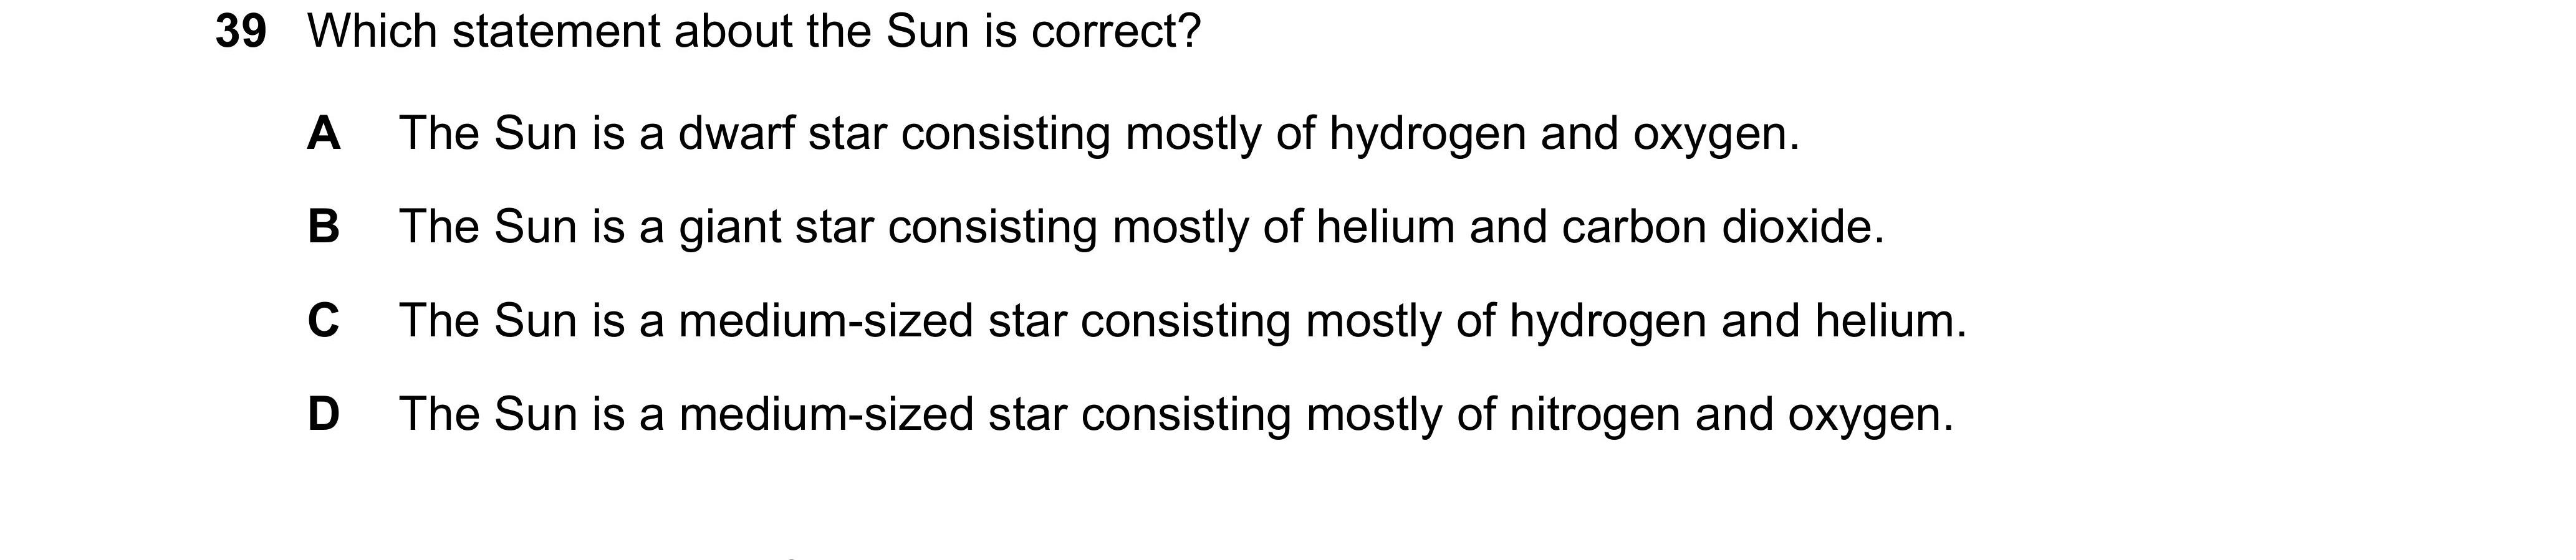 39 Which statement about the Sun is correct?
A The Sun is a dwarf star consisting mostly of hydrogen and oxygen.
B The Sun is a giant star consisting mostly of helium and carbon dioxide.
C The Sun is a medium-sized star consisting mostly of hydrogen and helium.
D The Sun is a medium-sized star consisting mostly of nitrogen and oxygen.